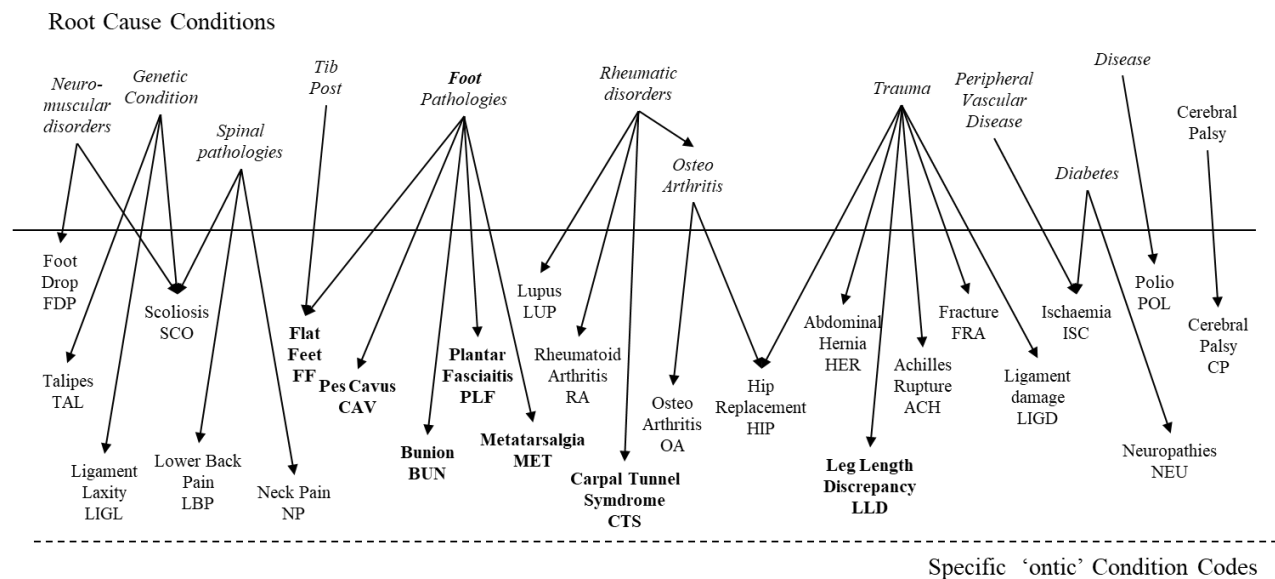 Root Cause Conditions
Neuro-
muscular
disorders
Genetic
Condition
Spinal
pathologies
Tib
Post
Foot
Pathologies
Rheumatic
disorders
Osteo
Arthritis
Trauma
Peripheral
Vascular
Disease
Diabetes
Disease
Cerebral
Palsy
Foot
Drop
FDP
Talipes
TAL
Ligament
Laxity
LIGL
Scoliosis
SCO
Lower Back
Pain
LBP
Neck Pain
NP
Flat
Feet
FF
Pes Cavus
CAV
Bunion
BUN
Plantar
Fasciaitis
PLF
Metatarsalgia
MET
Lupus
LUP
Rheumatoid
Arthritis
RA
Carpal Tunnel
Symdrome
CTS
Osteo
Arthritis
OA
Hip
Replacement
HIP
Abdominal
Hernia
HER
Leg Length
Discrepancy
LLD
Achilles
Rupture
ACH
Fracture
FRA
Ligament
damage
LIGD
Ischaemia
ISC
Neuropathies
NEU
Polio
POL
Cerebral
Palsy
CP
Specific ‘ontic’ Condition Codes